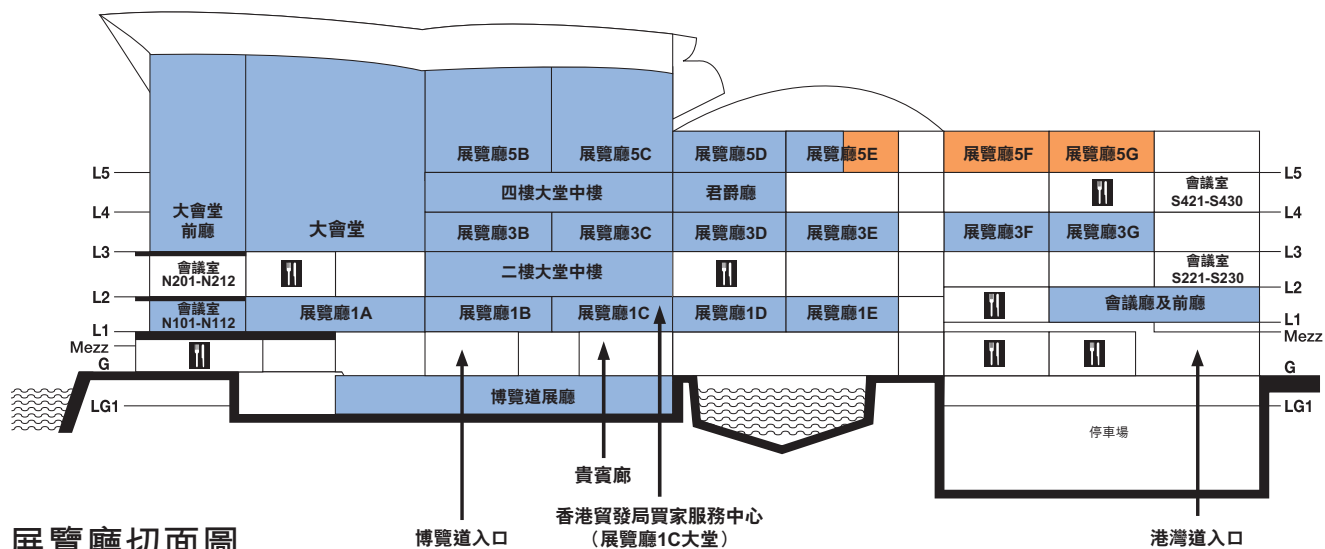 展覽廳5B
展覽廳5C
展覽廳5D
展覽廳5E
展覽廳5F
展覽廳5G
L5
L5
四樓大堂中樓
君爵廳
會議室
S421-S430
L4
L4
大會堂
前廳
大會堂
展覽廳3B
展覽廳3C
展覽廳3D
展覽廳3E
展覽廳3F
展覽廳3G
L3
L3
會議室
N201-N212
二樓大堂中樓
會議室
S221-S230
L2
L2
會議室
N101-N112
展覽廳1A
展覽廳1B
展覽廳1C
展覽廳1D
展覽廳1E
會議廳及前廳
L1
L1
Mezz
Mezz
G
G
博覽道展廳
LG1
LG1
停車場
貴賓廊
香港貿發局買家服務中心
（展覽廳1C大堂）
博覽道入口
港灣道入口
展覽廳切面圖